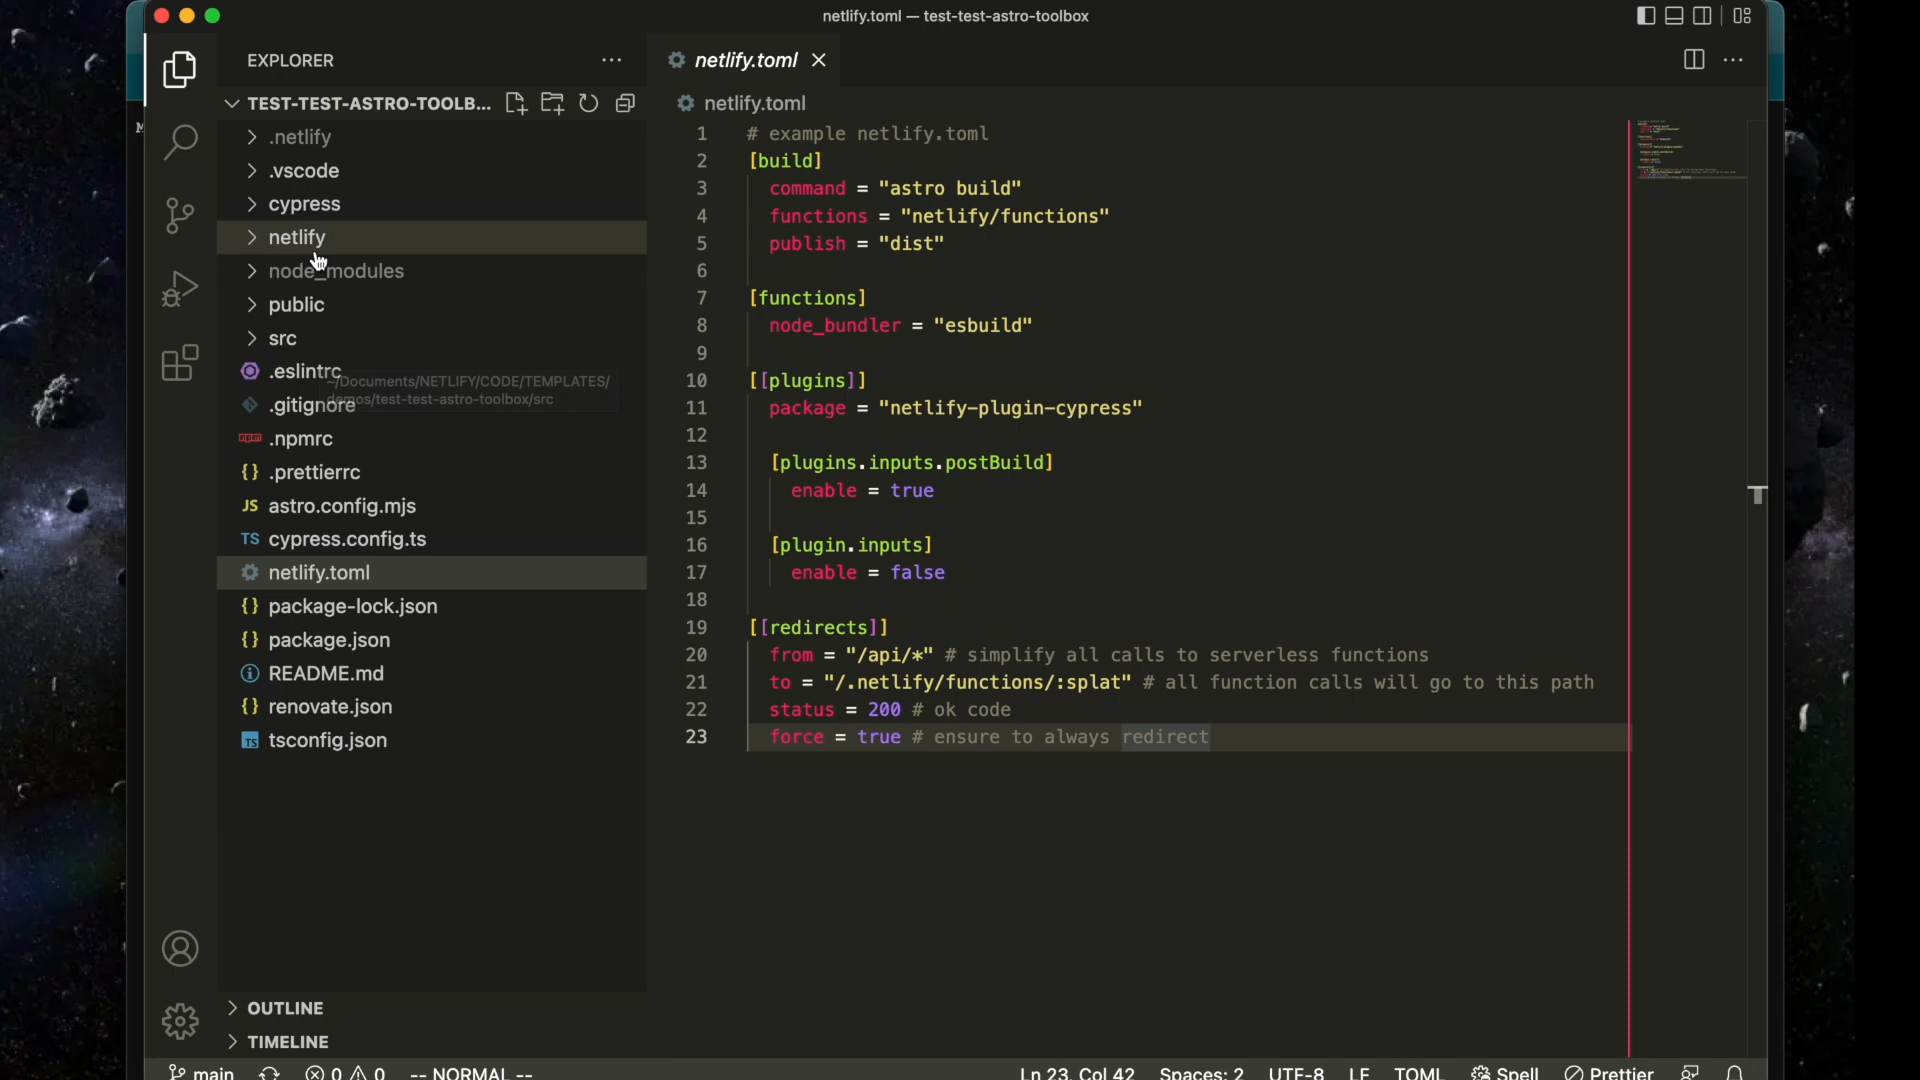 netlify.toml — test-test-astro-toolbox
EXPLORER
netlify.toml
TEST-TEST-ASTRO-TOOLB...
netlify.toml
.netlify
.vscode
cypress
netlify
node_modules
public
src
.eslintrc
~/Documents/NETLIFY/CODE/TEMPLATES/
demos/test-test-astro-toolbox/src
.gitignore
.npmrc
.prettierrc
JS astro.config.mjs
TS cypress.config.ts
netlify.toml
{} package-lock.json
{} package.json
README.md
{} renovate.json
TS tsconfig.json
OUTLINE
TIMELINE
1 # example netlify.toml
2 [build]
3 command = "astro build"
4 functions = "netlify/functions"
5 publish = "dist"
6
7 [functions]
8 node_bundler = "esbuild"
9
10 [[plugins]]
11 package = "netlify-plugin-cypress"
12
13 [plugins.inputs.postBuild]
14 enable = true
15
16 [plugin.inputs]
17 enable = false
18
19 [[redirects]]
20 from = "/api/*" # simplify all calls to serverless functions
21 to = "/.netlify/functions/:splat" # all function calls will go to this path
22 status = 200 # ok code
23 force = true # ensure to always redirect
main 0 0 -- NORMAL -- Ln 23, Col 42 Spaces: 2 UTF-8 LF TOML Spell Prettier